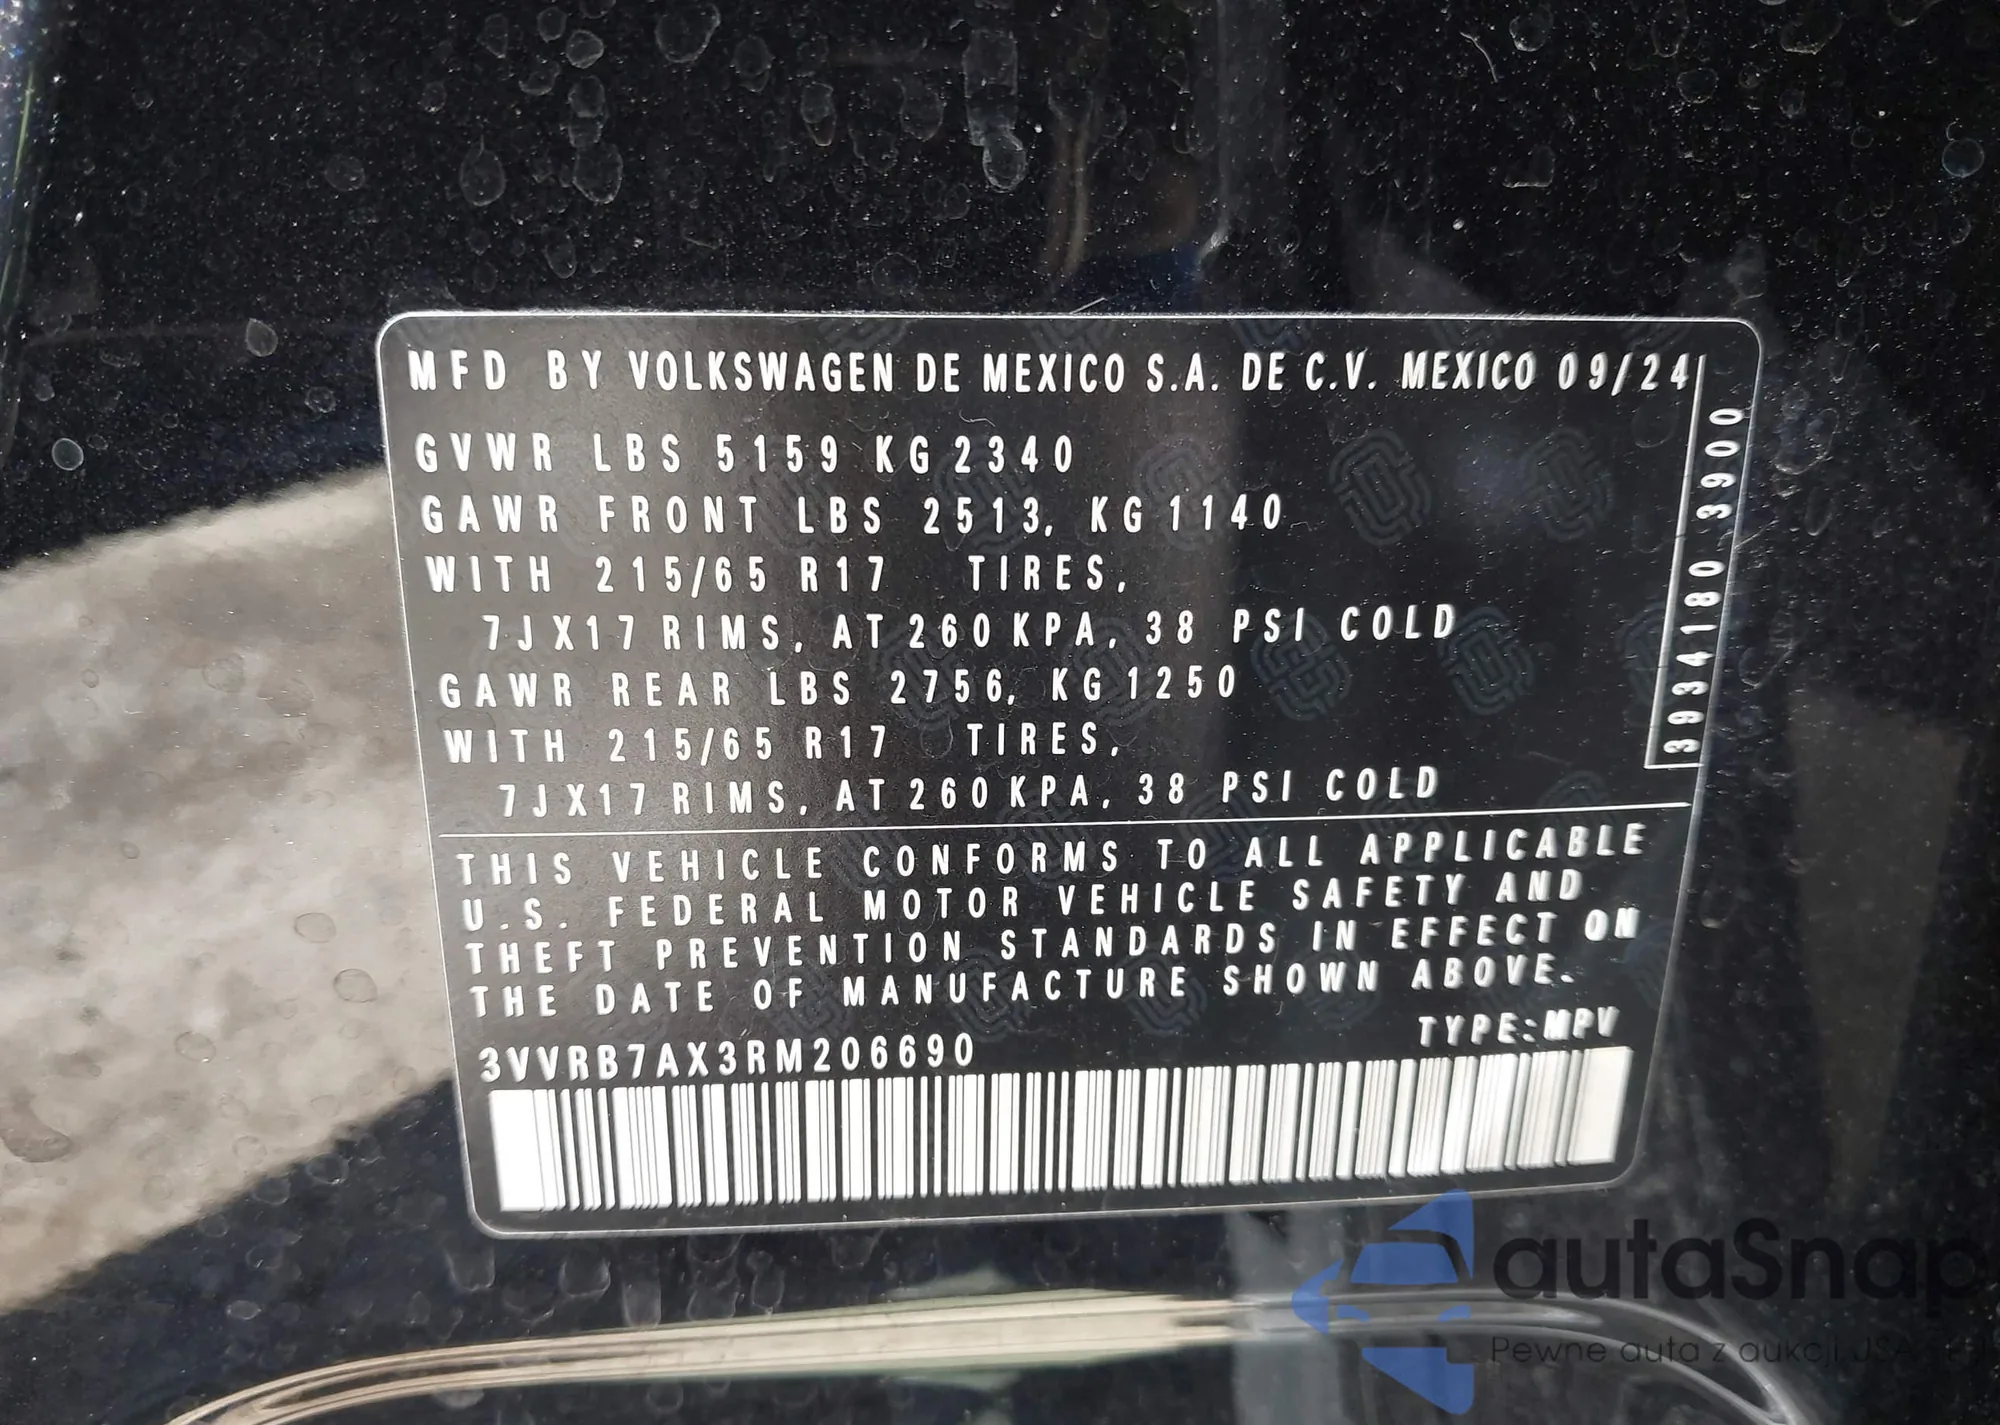 MFD BY VOLKSWAGEN DE MEXICO S.A. DE C.V. MEXICO 09/24
GVWR LBS 5159 KG 2340
GAWR FRONT LBS 2513, KG 1140
WITH 215/65 R17 TIRES,
7JX17 RIMS, AT 260 KPA, 38 PSI COLD
GAWR REAR LBS 2756, KG 1250
WITH 215/65 R17 TIRES,
7JX17 RIMS, AT 260 KPA, 38 PSI COLD
3934180 3900
THIS VEHICLE CONFORMS TO ALL APPLICABLE
U.S. FEDERAL MOTOR VEHICLE SAFETY AND
THEFT PREVENTION STANDARDS IN EFFECT ON
THE DATE OF MANUFACTURE SHOWN ABOVE.
TYPE:MPV
3VVRB7AX3RM206690
autaSnap
Pewne auta z aukcji USA